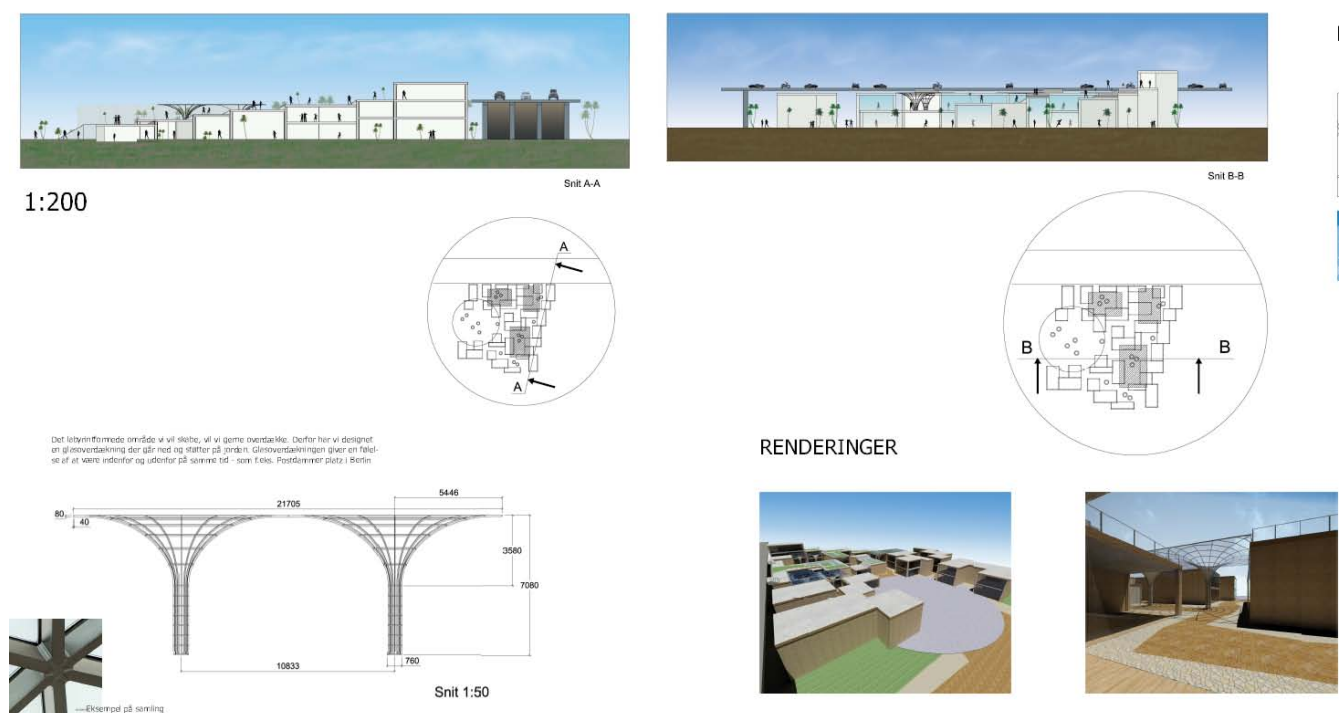 Snit A-A
1:200
A
A
Snit B-B
B
B
Det labyrintformede område vi vil skabe, vil vi gerne overdække. Derfor har vi designet
en glasoverdækning der går ned og støtter på jorden. Glasoverdækningen giver en følel-
se af at være indenfor og udenfor på samme tid - som f.eks. Postdammer platz i Berlin
RENDERINGER
5446
21705
80
40
3580
7080
10833
760
Snit 1:50
Eksempel på samling